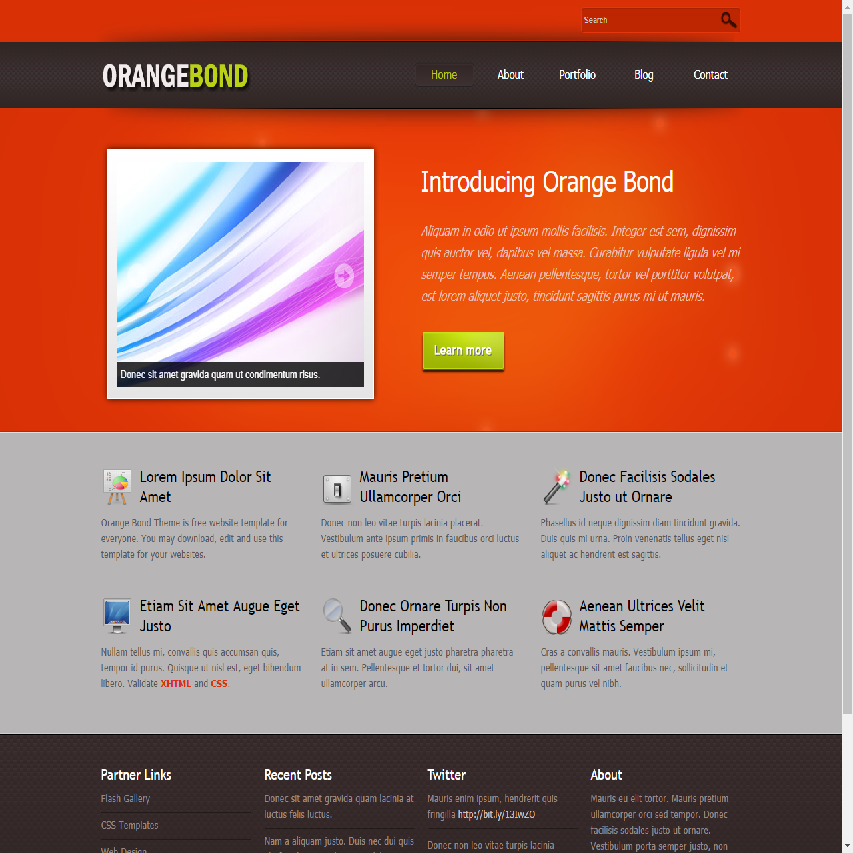 Search
ORANGEBOND
Home About Portfolio Blog Contact
Introducing Orange Bond
Aliquam in odio ut ipsum mollis facilisis. Integer est sem, dignissim
quis auctor vel, dapibus vel massa. Curabitur vulputate ligula vel mi
semper tempus. Aenean pellentesque, tortor vel porttitor volutpat,
est lorem aliquet justo, tincidunt sagittis purus mi ut mauris.
Learn more
Donec sit amet gravida quam ut condimentum risus.
Lorem Ipsum Dolor Sit
Amet
Orange Bond Theme is free website template for
everyone. You may download, edit and use this
template for your websites.
Mauris Pretium
Ullamcorper Orci
Donec non leo vitae turpis lacinia placerat.
Vestibulum ante ipsum primis in faucibus orci luctus
et ultrices posuere cubilia.
Donec Facilisis Sodales
Justo ut Ornare
Phasellus id neque dignissim diam tincidunt gravida.
Duis quis mi urna. Proin venenatis tellus eget nisl
aliquet ac hendrerit est sagittis.
Etiam Sit Amet Augue Eget
Justo
Nullam tellus mi, convallis quis accumsan quis,
tempor id purus. Quisque ut nisl est, eget bibendum
libero. Validate XHTML and CSS.
Donec Ornare Turpis Non
Purus Imperdiet
Etiam sit amet augue eget justo pharetra pharetra
at in sem. Pellentesque et tortor dui, sit amet
ullamcorper arcu.
Aenean Ultrices Velit
Mattis Semper
Cras a convallis mauris. Vestibulum ipsum mi,
pellentesque sit amet faucibus nec, sollicitudin et
quam purus vel nibh.
Partner Links
Flash Gallery
CSS Templates
Web Design
Recent Posts
Donec sit amet gravida quam lacinia at
luctus felis luctus.
Nam a aliquam justo. Duis nec dui quis
Twitter
Mauris enim ipsum, hendrerit quis
fringilla http://bit.ly/13IwZO
Donec non leo vitae turpis lacinia
About
Mauris eu elit tortor. Mauris pretium
ullamcorper orci sed tempor. Donec
facilisis sodales justo ut ornare.
Vestibulum porta semper justo, non